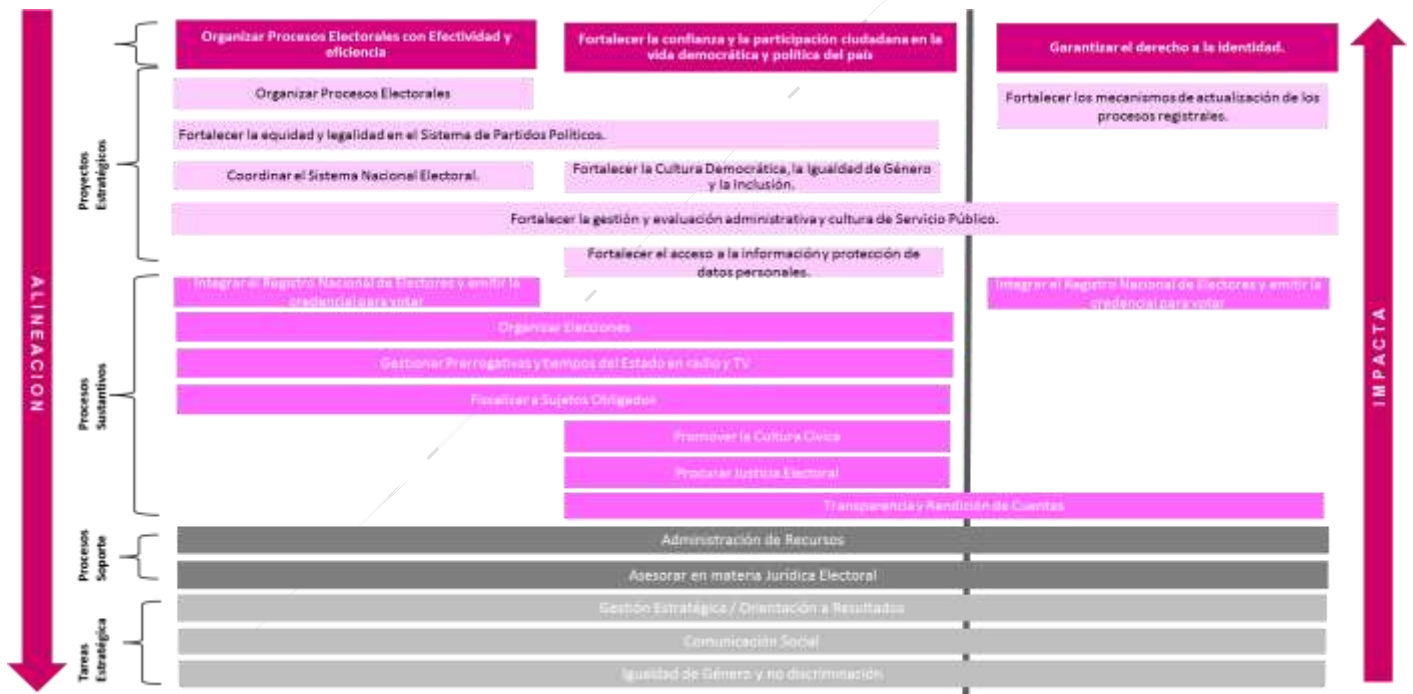 Organizar Procesos Electorales con Efectividad y
eficiencia
Fortalecer la confianza y la participación ciudadana en la
vida democrática y política del país
Garantizar el derecho a la identidad.
Organizar Procesos Electorales
Fortalecer los mecanismos de actualización de los
procesos registrales.
Fortalecer la equidad y legalidad en el Sistema de Partidos Políticos.
Coordinar el Sistema Nacional Electoral.
Fortalecer la Cultura Democrática, la Igualdad de Género
y la Inclusión.
Fortalecer la gestión y evaluación administrativa y cultura de Servicio Público.
Fortalecer el acceso a la información y protección de
datos personales.
Proyectos
Estratégicos
Integrar el Registro Nacional de Electores y emitir la
credencial para votar
Integrar el Registro Nacional de Electores y emitir la
credencial para votar
Organizar Elecciones
Gestionar Prerrogativas y tiempos del Estado en radio y TV
Fiscalizar a Sujetos Obligados
Promover la Cultura Cívica
Procurar Justicia Electoral
Transparencia y Rendición de Cuentas
Procesos
Sustantivos
Administración de Recursos
Asesorar en materia Jurídica Electoral
Procesos
Soporte
Gestión Estratégica / Orientación a Resultados
Comunicación Social
Igualdad de Género y no discriminación
Tareas
Estratégica
ALINEACION
IMPACTA